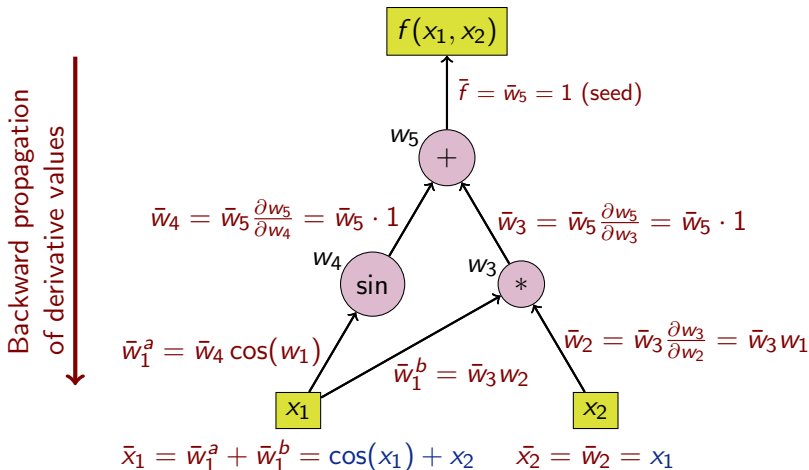 f(x₁, x₂)
f̄ = w̄₅ = 1 (seed)
w₅
+
Backward propagation
of derivative values
w̄₄ = w̄₅ ∂w₅/∂w₄ = w̄₅ · 1
w̄₃ = w̄₅ ∂w₅/∂w₃ = w̄₅ · 1
w₄
sin
w₃
*
w̄₁ᵃ = w̄₄ cos(w₁)
w̄₁ᵇ = w̄₃w₂
w̄₂ = w̄₃ ∂w₃/∂w₂ = w̄₃w₁
x₁
x₂
x̄₁ = w̄₁ᵃ + w̄₁ᵇ = cos(x₁) + x₂
x̄₂ = w̄₂ = x₁